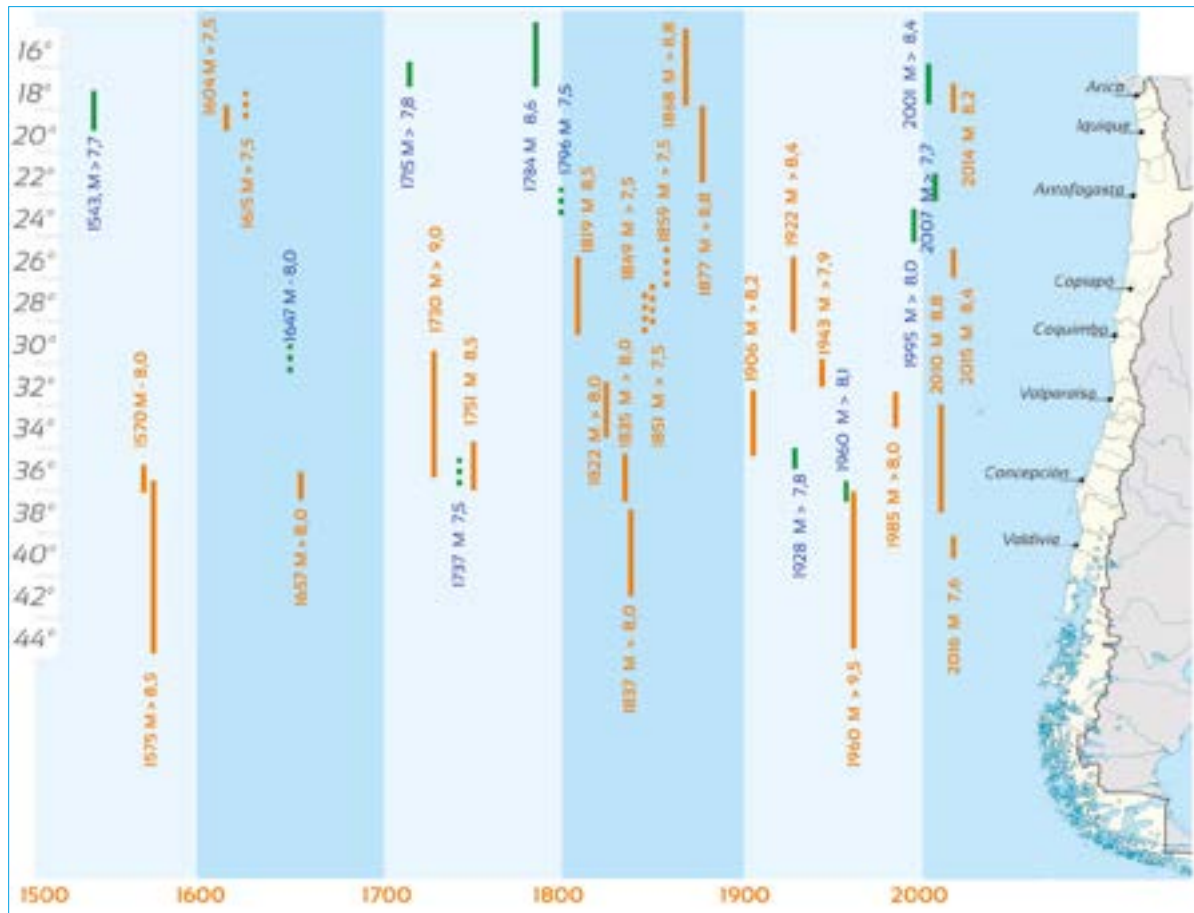 16°
18°
20°
22°
24°
26°
28°
30°
32°
34°
36°
38°
40°
42°
44°
1543, M > 7,7
1570 M - 8,0
1575 M > 8,5
1604 M > 7,5
1615 M > 7,5
1647 M - 8,0
1657 M > 8,0
1715 M > 7,8
1730 M > 9,0
1737 M 7,5
1751 M 8,5
1784 M 8,6
1796 M 7,5
1819 M 8,5
1822 M > 8,0
1835 M > 8,0
1837 M > 8,0
1849 M > 7,5
1851 M > 7,5
1859 M > 7,5
1868 M > 8,8
1877 M > 8,8
1906 M > 8,2
1922 M > 8,4
1928 M > 7,8
1943 M > 7,9
1960 M > 8,1
1960 M > 9,5
1985 M > 8,0
1995 M > 8,0
2001 M > 8,4
2007 M > 7,7
2010 M 8,8
2014 M 8,2
2015 M 8,4
2016 M 7,6
Arica
Iquique
Antofagasta
Copiapó
Coquimbo
Valparaíso
Concepción
Valdivia
1500
1600
1700
1800
1900
2000